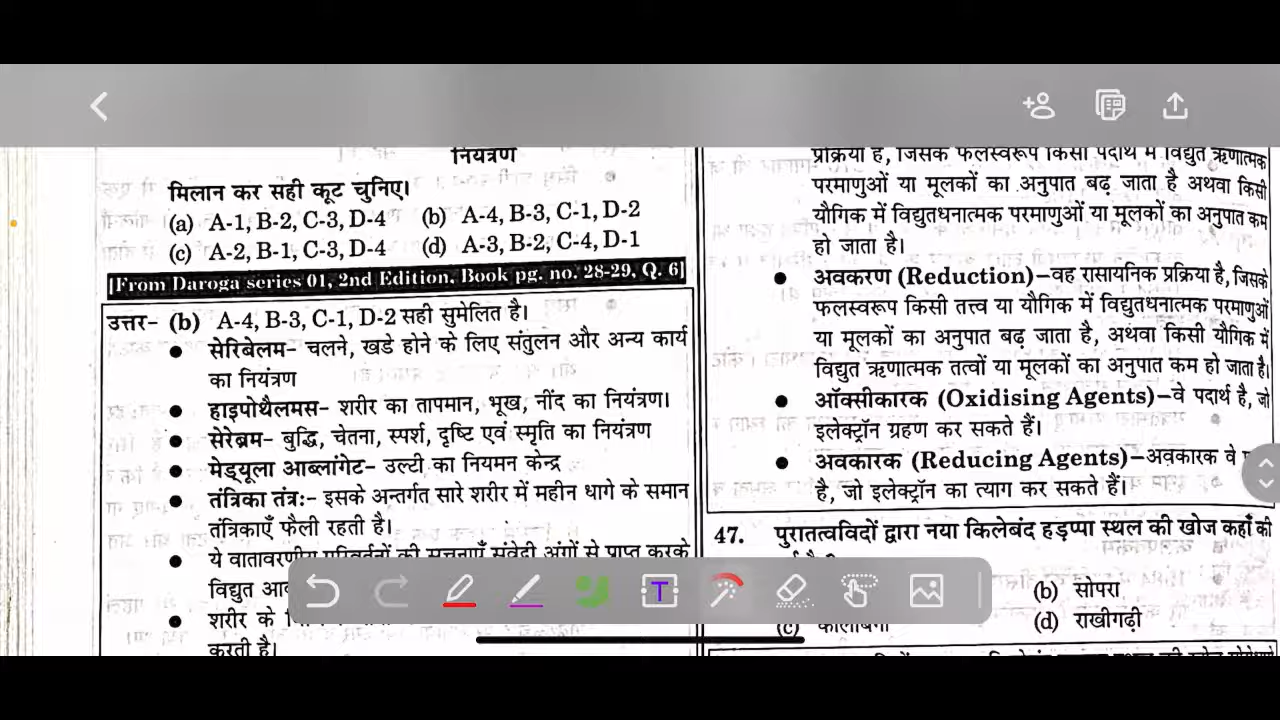 नियंत्रण
मिलान कर सही कूट चुनिए।
(a) A-1, B-2, C-3, D-4 (b) A-4, B-3, C-1, D-2
(c) A-2, B-1, C-3, D-4 (d) A-3, B-2, C-4, D-1
[From Daroga series 01, 2nd Edition, Book pg. no. 28-29, Q. 6]
उत्तर- (b) A-4, B-3, C-1, D-2 सही सुमेलित है।
● सेरिबेलम- चलने, खडे होने के लिए संतुलन और अन्य कार्य
का नियंत्रण
● हाइपोथैलमस- शरीर का तापमान, भूख, नींद का नियंत्रण।
● सेरेब्रम- बुद्धि, चेतना, स्पर्श, दृष्टि एवं स्मृति का नियंत्रण
● मेड्यूला आब्लांगेट- उल्टी का नियमन केन्द्र
● तंत्रिका तंत्रः- इसके अन्तर्गत सारे शरीर में महीन धागे के समान
तंत्रिकाएँ फैली रहती है।
● ये वातावरणीय परिवर्तनों की सूचनाएँ संवेदी अंगों से प्राप्त करके
विद्युत
● शरीर के
करती है।
प्रक्रिया है, जिसके फलस्वरूप किसी पदार्थ में विद्युत ऋणात्मक
परमाणुओं या मूलकों का अनुपात बढ़ जाता है अथवा किसी
यौगिक में विद्युतधनात्मक परमाणुओं या मूलकों का अनुपात कम
हो जाता है।
● अवकरण (Reduction)–वह रासायनिक प्रक्रिया है, जिसके
फलस्वरूप किसी तत्त्व या यौगिक में विद्युतधनात्मक परमाणुओं
या मूलकों का अनुपात बढ़ जाता है, अथवा किसी यौगिक में
विद्युत ऋणात्मक तत्वों या मूलकों का अनुपात कम हो जाता है।
● ऑक्सीकारक (Oxidising Agents)–वे पदार्थ है, जो
इलेक्ट्रॉन ग्रहण कर सकते हैं।
● अवकारक (Reducing Agents)–अवकारक वे
है, जो इलेक्ट्रॉन का त्याग कर सकते हैं।
47. पुरातत्वविदों द्वारा नया किलेबंद हड़प्पा स्थल की खोज कहाँ की
(b) सोपरा
(c) कालीबंगा (d) राखीगढ़ी